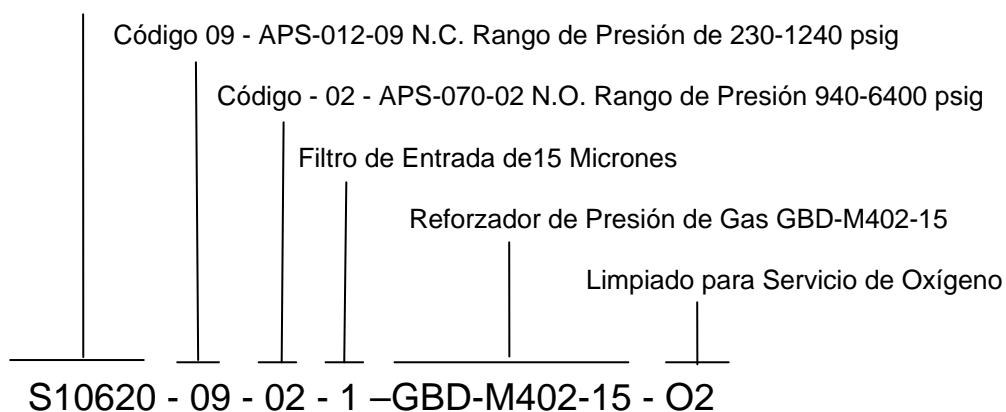 Código 09 - APS-012-09 N.C. Rango de Presión de 230-1240 psig
Código - 02 - APS-070-02 N.O. Rango de Presión 940-6400 psig
Filtro de Entrada de15 Micrones
Reforzador de Presión de Gas GBD-M402-15
Limpiado para Servicio de Oxígeno
S10620 - 09 - 02 - 1 –GBD-M402-15 - O2